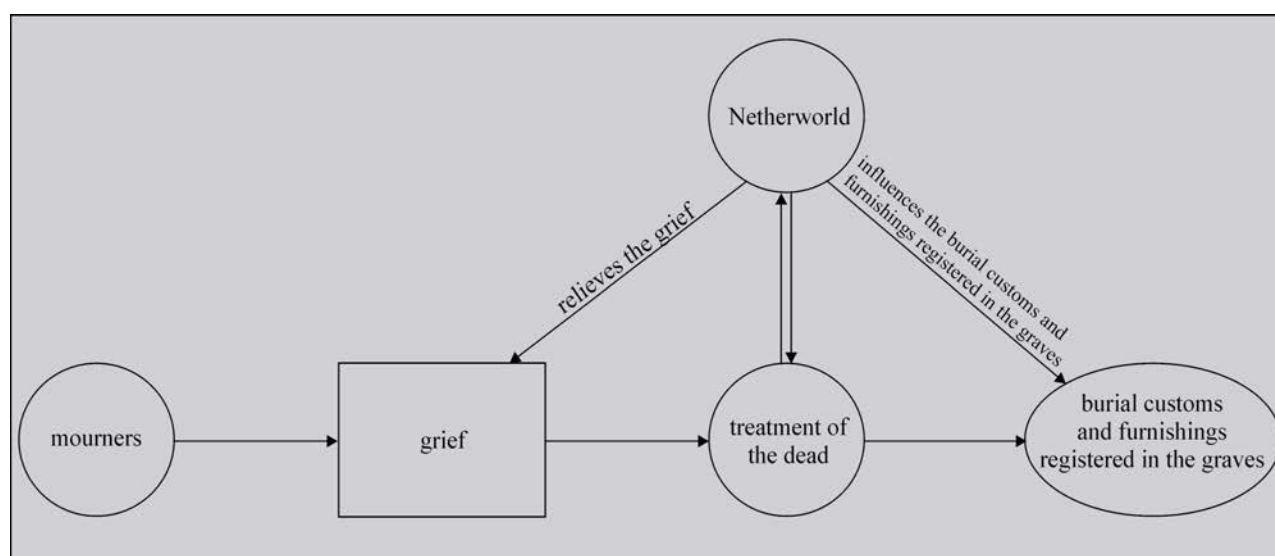 Netherworld
relieves the grief
influences the burial customs and
furnishings registered in the graves
mourners
grief
treatment of
the dead
burial customs
and furnishings
registered in the graves